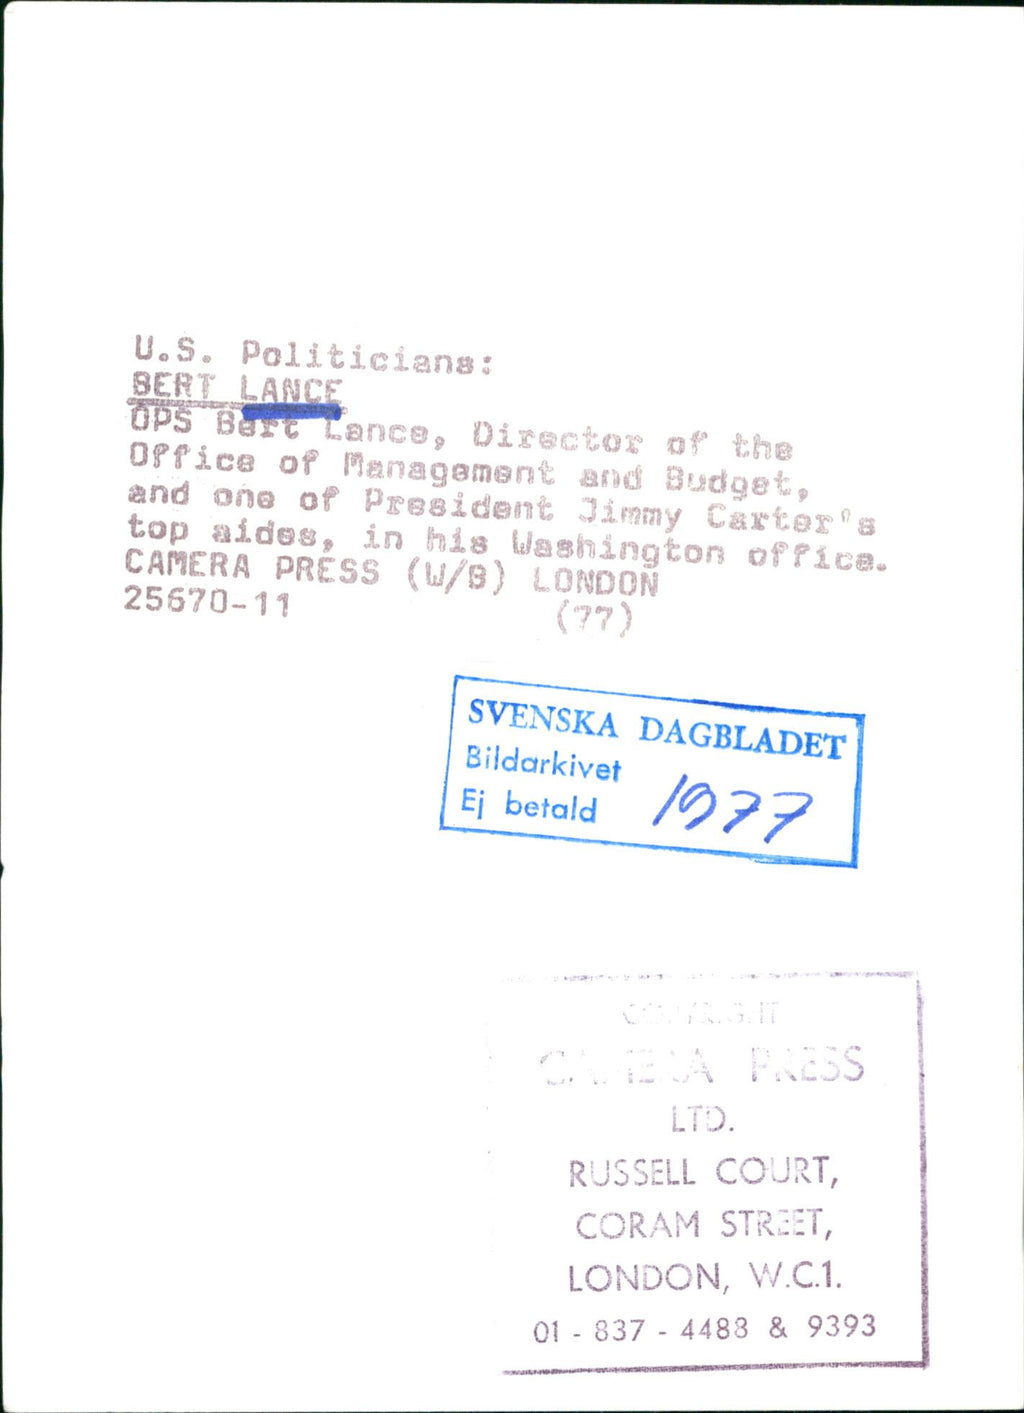 U.S. Politicians:
BERT LANCE
OPS Bert Lance, Director of the
Office of Management and Budget,
and one of President Jimmy Carter's
top aides, in his Washington office.
CAMERA PRESS (W/B) LONDON
25670-11 (77)
SVENSKA DAGBLADET
Bildarkivet
Ej betald 1977
COPYRIGHT
CAMERA PRESS
LTD.
RUSSELL COURT,
CORAM STREET,
LONDON, W.C.1.
01 - 837 - 4488 & 9393